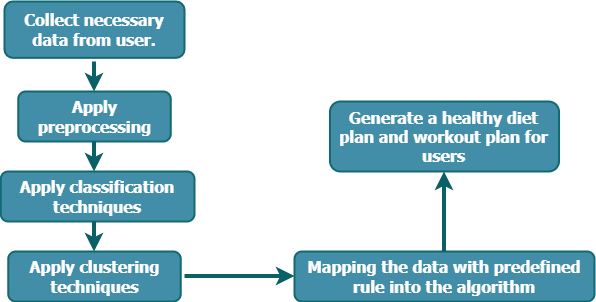 Collect necessary
data from user.
Apply
preprocessing
Apply classification
techniques
Apply clustering
techniques
Mapping the data with predefined
rule into the algorithm
Generate a healthy diet
plan and workout plan for
users